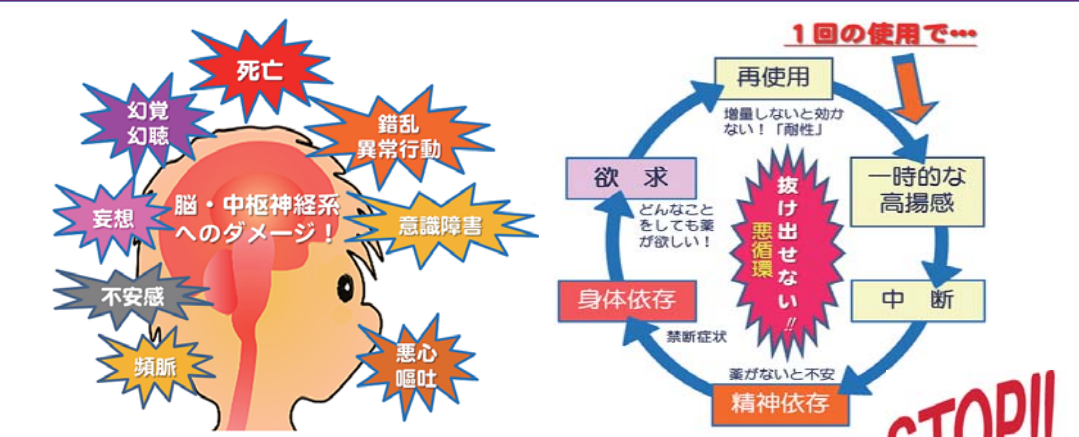 死亡
幻覚
幻聴
錯乱
異常行動
脳・中枢神経系
へのダメージ！
妄想
意識障害
不安感
頻脈
悪心
嘔吐
１回の使用で…
再使用
増量しないと効か
ない！「耐性」
一時的な
高揚感
欲　求
どんなこと
をしても薬
が欲しい！
抜け出せない!!
悪循環
身体依存
中　断
禁断症状
薬がないと不安
精神依存
STOP!!